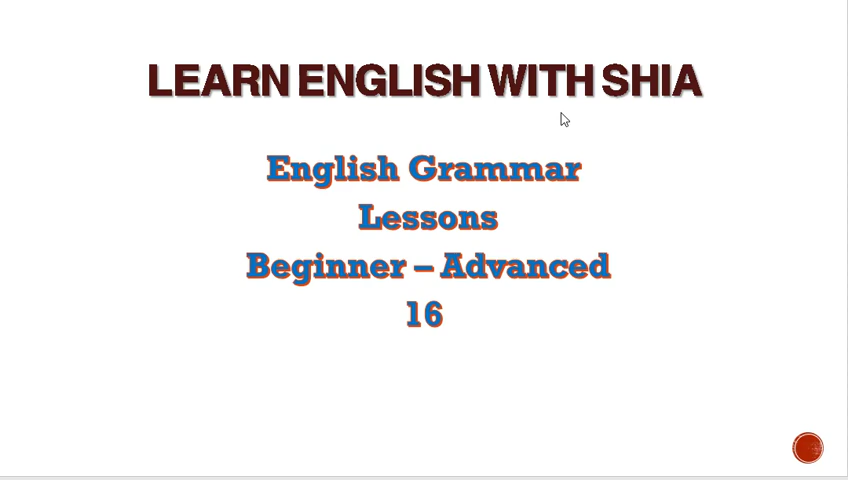 LEARN ENGLISH WITH SHIA
English Grammar
Lessons
Beginner – Advanced
16